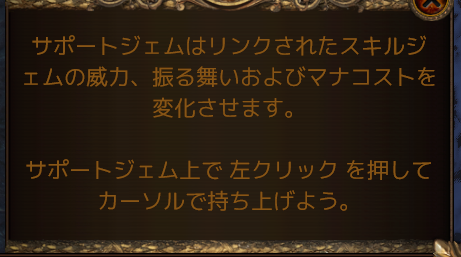 サポートジェムはリンクされたスキルジ
ェムの威力、振る舞いおよびマナコストを
変化させます。
サポートジェム上で 左クリック を押して
カーソルで持ち上げよう。